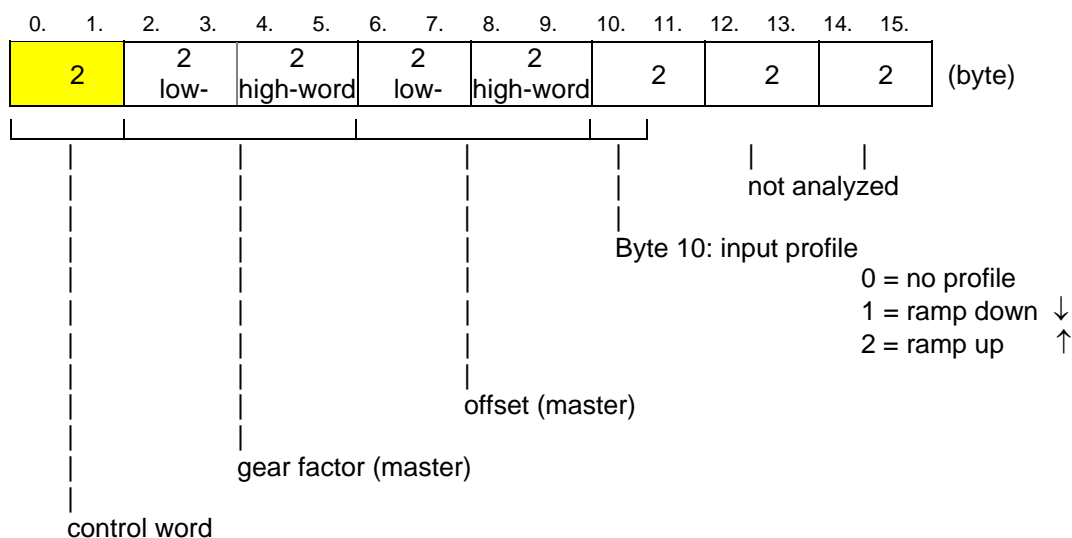 0. 1. 2. 3. 4. 5. 6. 7. 8. 9. 10. 11. 12. 13. 14. 15.
2 2 2 2 2 2 2 2 (byte)
low- high-word low- high-word
not analyzed
Byte 10: input profile
0 = no profile
1 = ramp down ↓
2 = ramp up ↑
offset (master)
gear factor (master)
control word